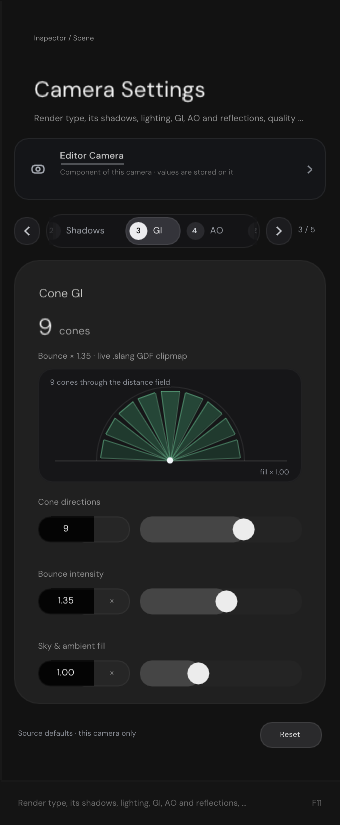 Inspector / Scene
Camera Settings
Render type, its shadows, lighting, GI, AO and reflections, quality ...
Editor Camera
Component of this camera · values are stored on it
2 Shadows 3 GI 4 AO 3 / 5
Cone GI
9 cones
Bounce × 1.35 · live .slang GDF clipmap
9 cones through the distance field
fill × 1.00
Cone directions
9
Bounce intensity
1.35 ×
Sky & ambient fill
1.00 ×
Source defaults · this camera only
Reset
Render type, its shadows, lighting, GI, AO and reflections, ...
F11